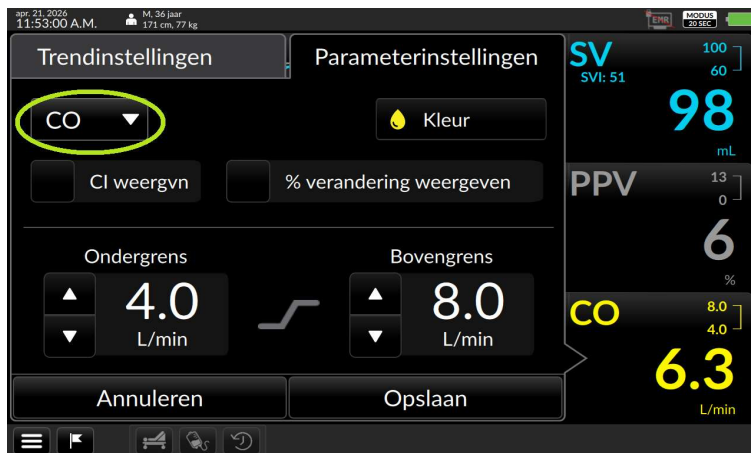 apr. 21, 2026
11:53:00 A.M.
M, 36 jaar
171 cm, 77 kg
EMR
MODUS
20 SEC
Trendinstellingen
Parameterinstellingen
CO
Kleur
CI weergvn
% verandering weergeven
Ondergrens
Bovengrens
4.0
L/min
8.0
L/min
Annuleren
Opslaan
SV
SVI: 51
100
60
98
mL
PPV
13
0
6
%
CO
8.0
4.0
6.3
L/min